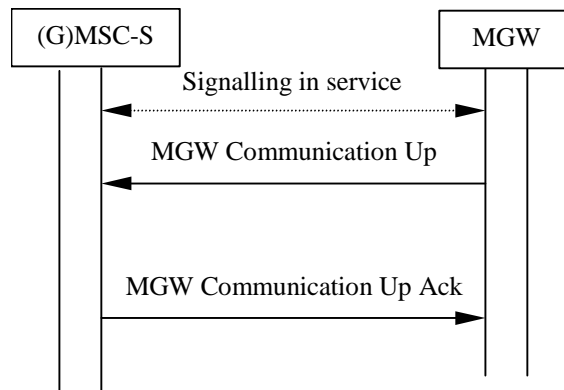 (G)MSC-S
MGW
Signalling in service
MGW Communication Up
MGW Communication Up Ack